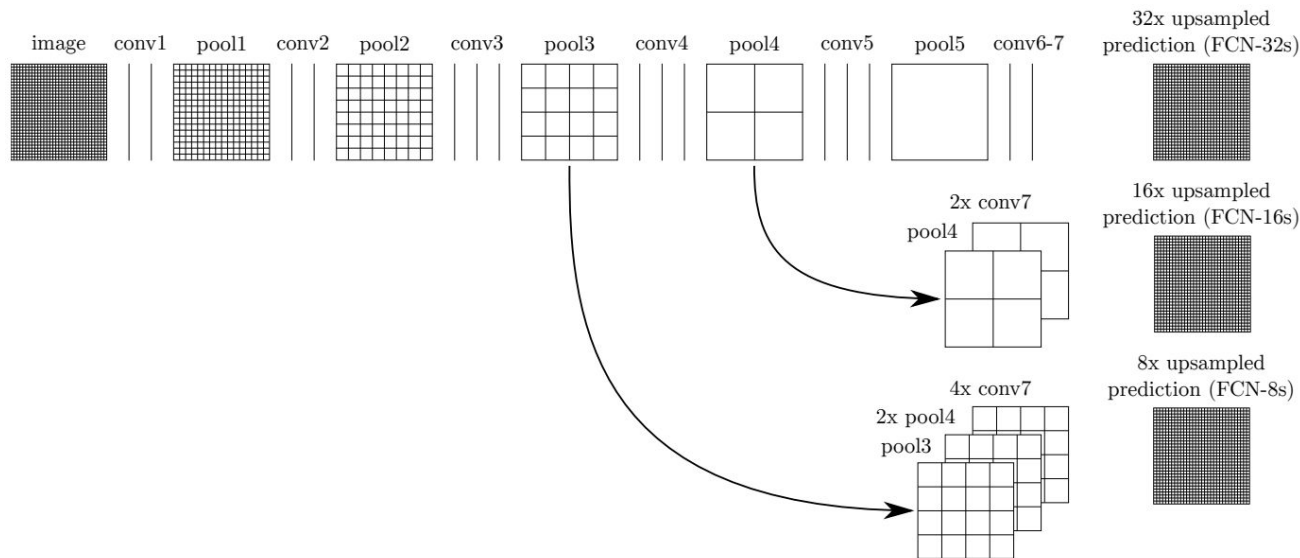 image conv1 pool1 conv2 pool2 conv3 pool3 conv4 pool4 conv5 pool5 conv6-7
32x upsampled
prediction (FCN-32s)
2x conv7
pool4
16x upsampled
prediction (FCN-16s)
4x conv7
2x pool4
pool3
8x upsampled
prediction (FCN-8s)